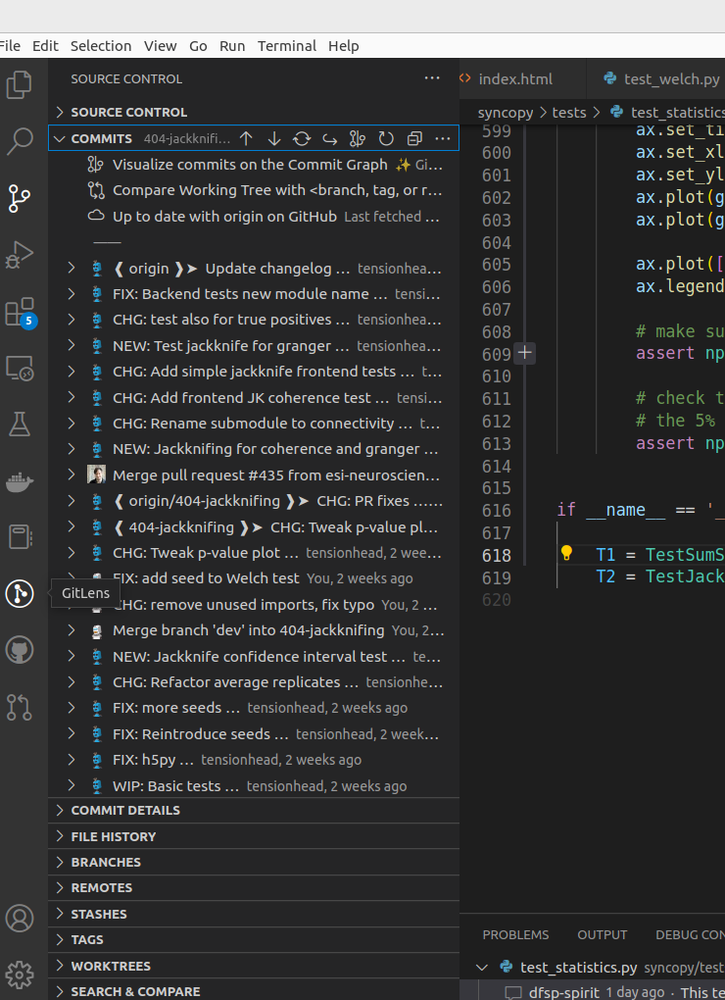 File Edit Selection View Go Run Terminal Help
SOURCE CONTROL
SOURCE CONTROL
COMMITS 404-jackknifi...
Visualize commits on the Commit Graph ✨ Gi...
Compare Working Tree with <branch, tag, or r...
Up to date with origin on GitHub Last fetched ...
❰ origin ❱➤ Update changelog ... tensionhea...
FIX: Backend tests new module name ... tensi...
CHG: test also for true positives ... tensionhea...
NEW: Test jackknife for granger ... tensionhea...
CHG: Add simple jackknife frontend tests ... t...
CHG: Add frontend JK coherence test ... tensi...
CHG: Rename submodule to connectivity ... t...
NEW: Jackknifing for coherence and granger ...
Merge pull request #435 from esi-neuroscien...
❰ origin/404-jackknifing ❱➤ CHG: PR fixes ......
❰ 404-jackknifing ❱➤ CHG: Tweak p-value pl...
CHG: Tweak p-value plot ... tensionhead, 2 wee...
FIX: add seed to Welch test You, 2 weeks ago
CHG: remove unused imports, fix typo You, 2 ...
Merge branch 'dev' into 404-jackknifing You, 2...
NEW: Jackknife confidence interval test ... te...
CHG: Refactor average replicates ... tensionhe...
FIX: more seeds ... tensionhead, 2 weeks ago
FIX: Reintroduce seeds ... tensionhead, 2 week...
FIX: h5py ... tensionhead, 2 weeks ago
WIP: Basic tests ... tensionhead, 2 weeks ago
COMMIT DETAILS
FILE HISTORY
BRANCHES
REMOTES
STASHES
TAGS
WORKTREES
SEARCH & COMPARE
5
GitLens
index.html test_welch.py
syncopy > tests > test_statistics
599 ax.set_ti
600 ax.set_xl
601 ax.set_yl
602 ax.plot(g
603 ax.plot(g
604
605 ax.plot([
606 ax.legend
607
608 # make su
609 assert np
610
611 # check t
612 # the 5%
613 assert np
614
615
616 if __name__ == '_
617
618 T1 = TestSumS
619 T2 = TestJack
620
PROBLEMS OUTPUT DEBUG CON
test_statistics.py syncopy/test
dfsp-spirit 1 day ago · This te